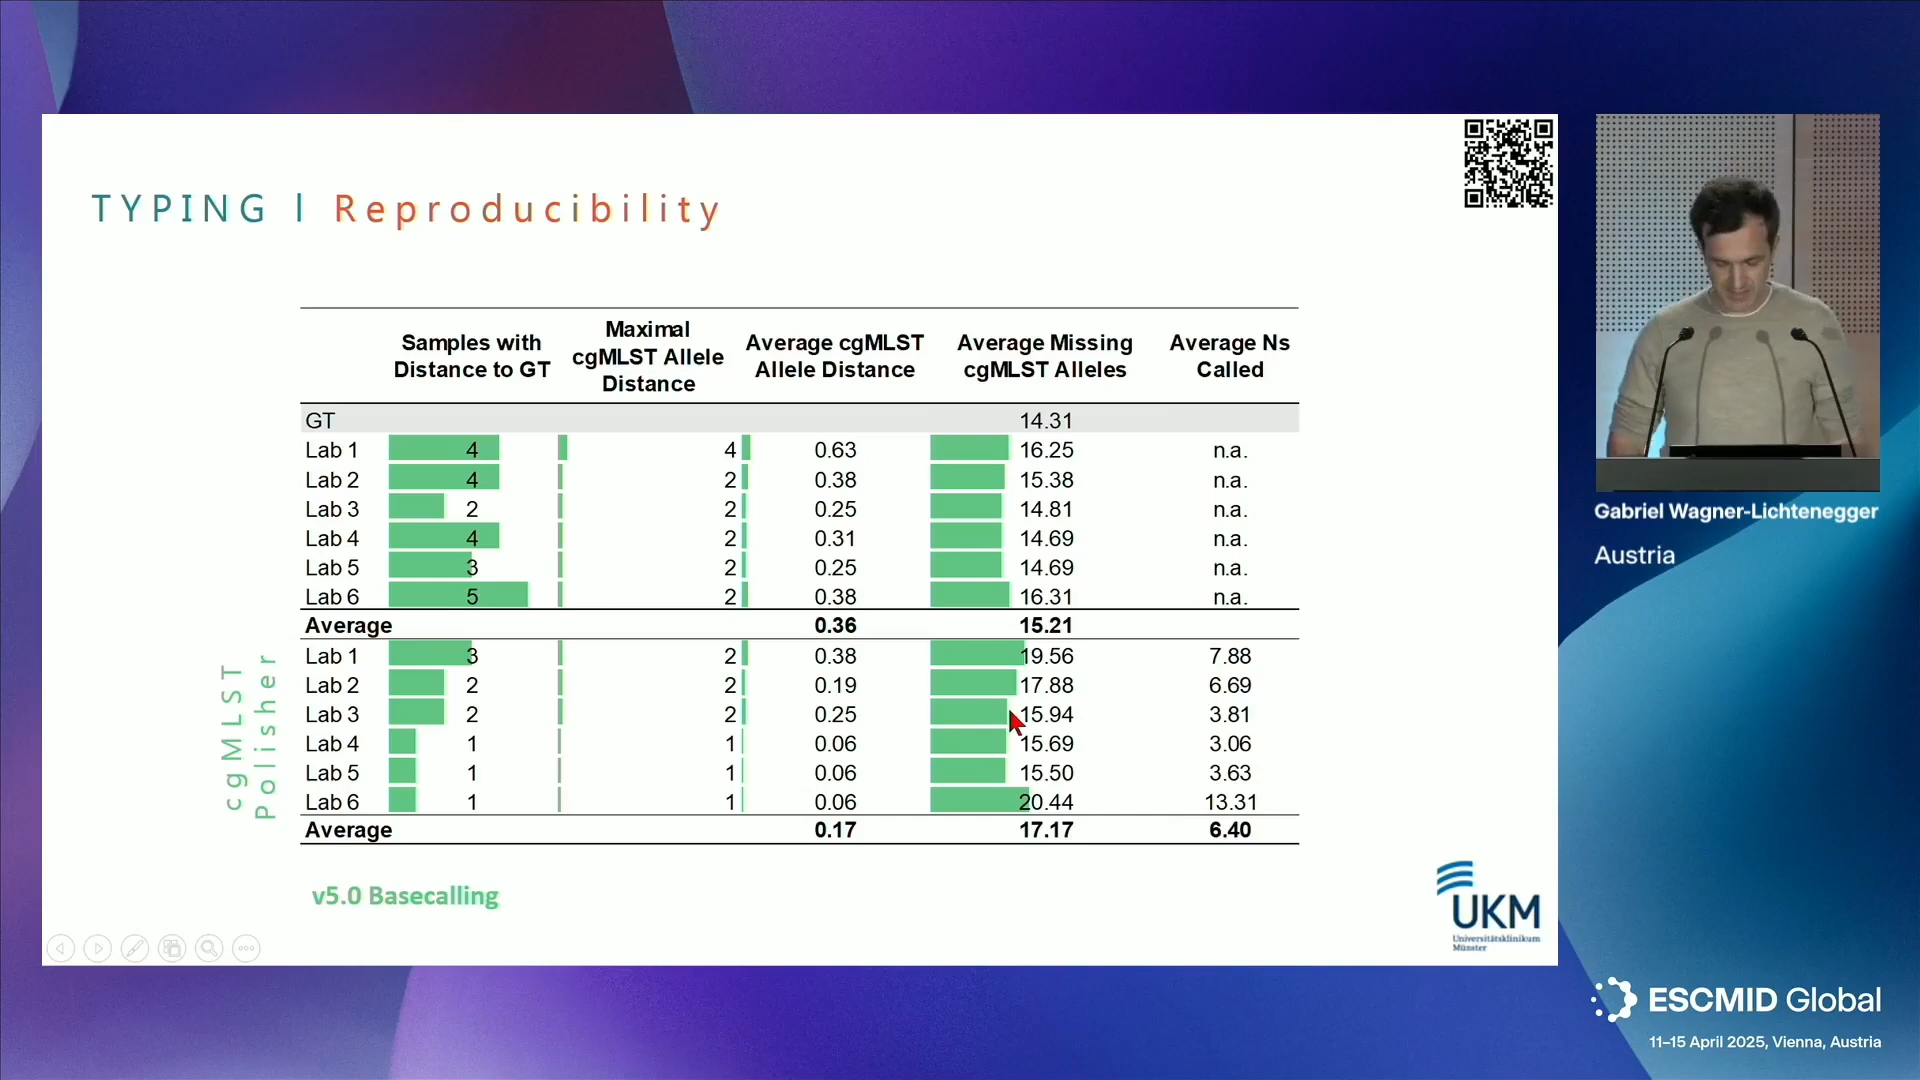 TYPING | Reproducibility
Samples with Distance to GT
Maximal cgMLST Allele Distance
Average cgMLST Allele Distance
Average Missing cgMLST Alleles
Average Ns Called
GT 14.31
Lab 1 4 4 0.63 16.25 n.a.
Lab 2 4 2 0.38 15.38 n.a.
Lab 3 2 2 0.25 14.81 n.a.
Lab 4 4 2 0.31 14.69 n.a.
Lab 5 3 2 0.25 14.69 n.a.
Lab 6 5 2 0.38 16.31 n.a.
Average 0.36 15.21
cgMLST
Polisher
Lab 1 3 2 0.38 19.56 7.88
Lab 2 2 2 0.19 17.88 6.69
Lab 3 2 2 0.25 15.94 3.81
Lab 4 1 1 0.06 15.69 3.06
Lab 5 1 1 0.06 15.50 3.63
Lab 6 1 1 0.06 20.44 13.31
Average 0.17 17.17 6.40
v5.0 Basecalling
UKM
Universitätsklinikum
Münster
Gabriel Wagner-Lichtenegger
Austria
ESCMID Global
11–15 April 2025, Vienna, Austria